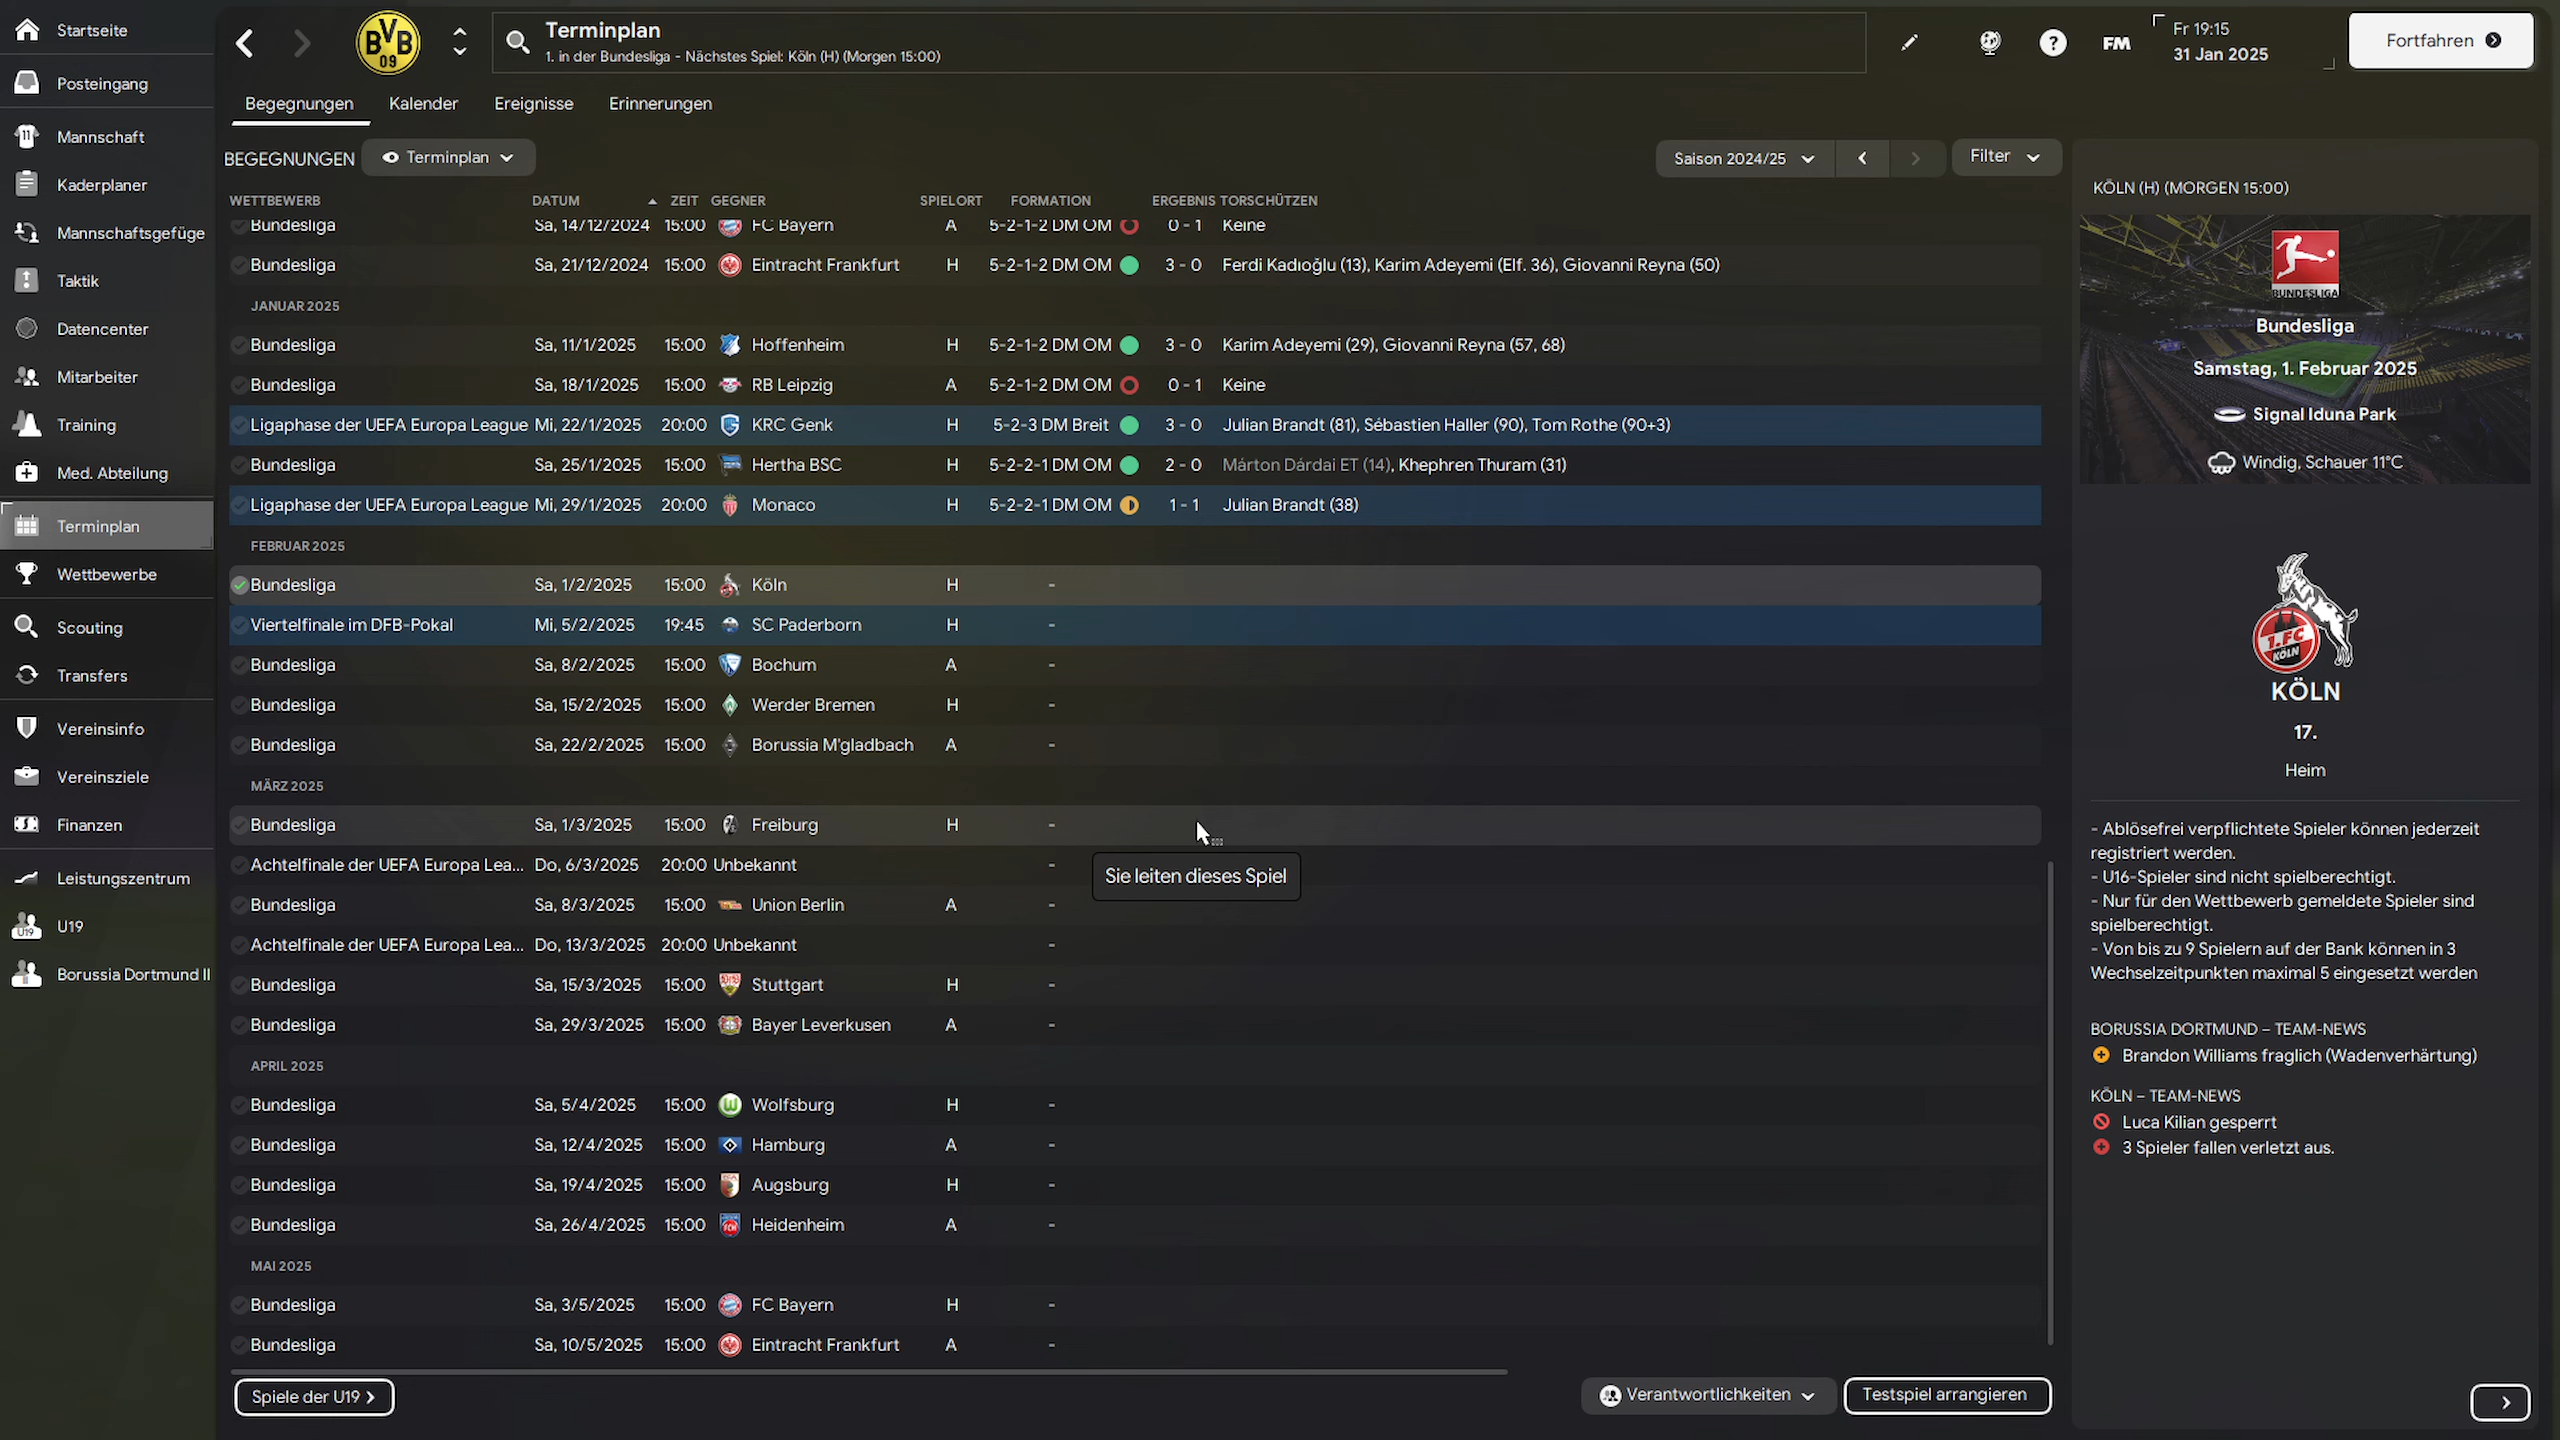 Startseite
Posteingang
Mannschaft
Kaderplaner
Mannschaftsgefüge
Taktik
Datencenter
Mitarbeiter
Training
Med. Abteilung
Terminplan
Wettbewerbe
Scouting
Transfers
Vereinsinfo
Vereinsziele
Finanzen
Leistungszentrum
U19 U19
Borussia Dortmund II
BVB 09
Terminplan
1. in der Bundesliga - Nächstes Spiel: Köln (H) (Morgen 15:00)
? FM
Fr 19:15
31 Jan 2025
Fortfahren
Begegnungen Kalender Ereignisse Erinnerungen
BEGEGNUNGEN Terminplan Saison 2024/25 Filter
WETTBEWERB DATUM ZEIT GEGNER SPIELORT FORMATION ERGEBNIS TORSCHÜTZEN
Bundesliga Sa, 14/12/2024 15:00 FC Bayern A 5-2-1-2 DM OM 0 - 1 Keine
Bundesliga Sa, 21/12/2024 15:00 Eintracht Frankfurt H 5-2-1-2 DM OM 3 - 0 Ferdi Kadıoğlu (13), Karim Adeyemi (Elf. 36), Giovanni Reyna (50)
JANUAR 2025
Bundesliga Sa, 11/1/2025 15:00 Hoffenheim H 5-2-1-2 DM OM 3 - 0 Karim Adeyemi (29), Giovanni Reyna (57, 68)
Bundesliga Sa, 18/1/2025 15:00 RB Leipzig A 5-2-1-2 DM OM 0 - 1 Keine
Ligaphase der UEFA Europa League Mi, 22/1/2025 20:00 KRC Genk H 5-2-3 DM Breit 3 - 0 Julian Brandt (81), Sébastien Haller (90), Tom Rothe (90+3)
Bundesliga Sa, 25/1/2025 15:00 Hertha BSC H 5-2-2-1 DM OM 2 - 0 Márton Dárdai ET (14), Khephren Thuram (31)
Ligaphase der UEFA Europa League Mi, 29/1/2025 20:00 Monaco H 5-2-2-1 DM OM 1 - 1 Julian Brandt (38)
FEBRUAR 2025
Bundesliga Sa, 1/2/2025 15:00 Köln H -
Viertelfinale im DFB-Pokal Mi, 5/2/2025 19:45 SC Paderborn H -
Bundesliga Sa, 8/2/2025 15:00 Bochum A -
Bundesliga Sa, 15/2/2025 15:00 Werder Bremen H -
Bundesliga Sa, 22/2/2025 15:00 Borussia M'gladbach A -
MÄRZ 2025
Bundesliga Sa, 1/3/2025 15:00 Freiburg H -
Achtelfinale der UEFA Europa Lea... Do, 6/3/2025 20:00 Unbekannt -
Sie leiten dieses Spiel
Bundesliga Sa, 8/3/2025 15:00 Union Berlin A -
Achtelfinale der UEFA Europa Lea... Do, 13/3/2025 20:00 Unbekannt -
Bundesliga Sa, 15/3/2025 15:00 Stuttgart H -
Bundesliga Sa, 29/3/2025 15:00 Bayer Leverkusen A -
APRIL 2025
Bundesliga Sa, 5/4/2025 15:00 Wolfsburg H -
Bundesliga Sa, 12/4/2025 15:00 Hamburg A -
Bundesliga Sa, 19/4/2025 15:00 Augsburg H -
Bundesliga Sa, 26/4/2025 15:00 Heidenheim A -
MAI 2025
Bundesliga Sa, 3/5/2025 15:00 FC Bayern H -
Bundesliga Sa, 10/5/2025 15:00 Eintracht Frankfurt A -
Spiele der U19 Verantwortlichkeiten Testspiel arrangieren
KÖLN (H) (MORGEN 15:00)
BUNDESLIGA
Bundesliga
Samstag, 1. Februar 2025
Signal Iduna Park
Windig, Schauer 11°C
1. FC KÖLN
KÖLN
17.
Heim
- Ablösefrei verpflichtete Spieler können jederzeit
registriert werden.
- U16-Spieler sind nicht spielberechtigt.
- Nur für den Wettbewerb gemeldete Spieler sind
spielberechtigt.
- Von bis zu 9 Spielern auf der Bank können in 3
Wechselzeitpunkten maximal 5 eingesetzt werden
BORUSSIA DORTMUND – TEAM-NEWS
Brandon Williams fraglich (Wadenverhärtung)
KÖLN – TEAM-NEWS
Luca Kilian gesperrt
3 Spieler fallen verletzt aus.